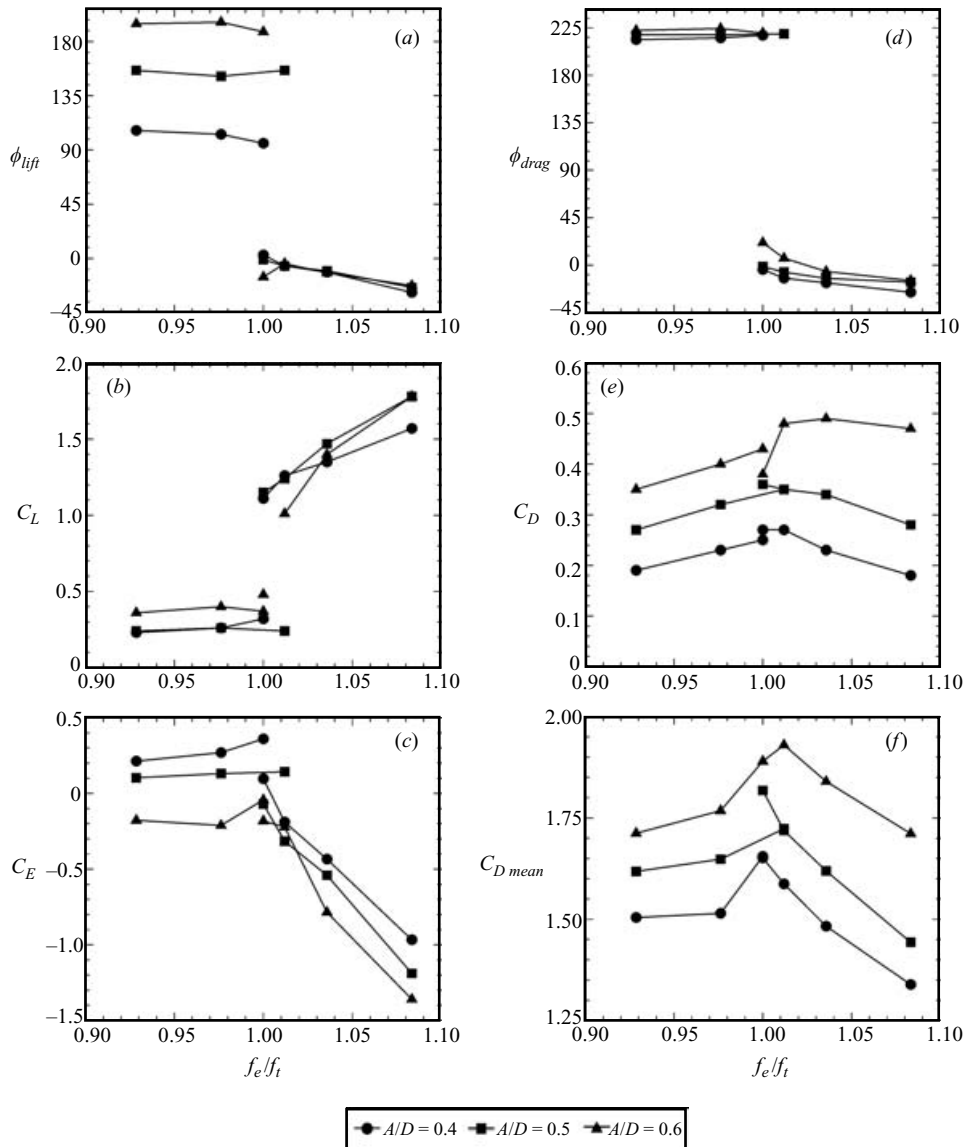 (a)
180
135
90
45
0
–45
ϕlift
0.90 0.95 1.00 1.05 1.10
(d)
225
180
135
90
45
0
–45
ϕdrag
0.90 0.95 1.00 1.05 1.10
(b)
2.0
1.5
1.0
0.5
0
CL
0.90 0.95 1.00 1.05 1.10
(e)
0.6
0.5
0.4
0.3
0.2
0.1
0
CD
0.90 0.95 1.00 1.05 1.10
(c)
0.5
0
–0.5
–1.0
–1.5
CE
0.90 0.95 1.00 1.05 1.10
fe/ft
(f)
2.00
1.75
1.50
1.25
CD mean
0.90 0.95 1.00 1.05 1.10
fe/ft
A/D = 0.4 A/D = 0.5 A/D = 0.6